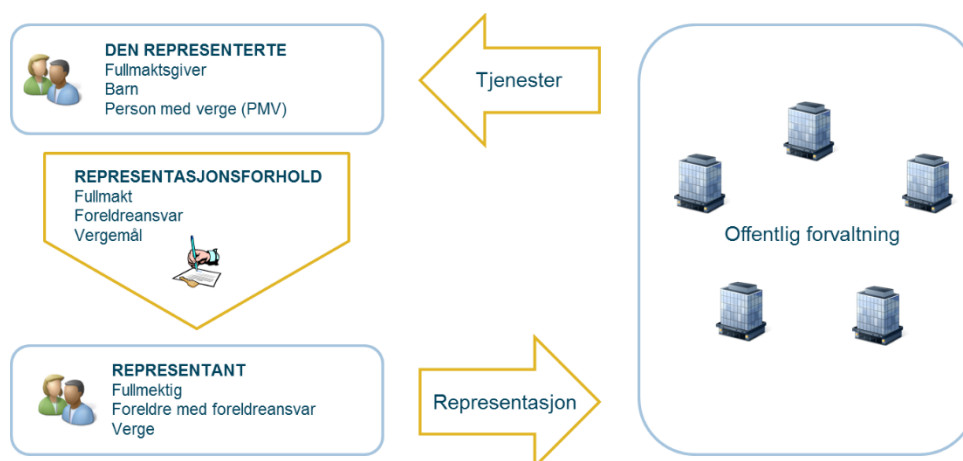 DEN REPRESENTERTE
Fullmaktsgiver
Barn
Person med verge (PMV)
REPRESENTASJONSFORHOLD
Fullmakt
Foreldreansvar
Vergemål
REPRESENTANT
Fullmektig
Foreldre med foreldreansvar
Verge
Tjenester
Representasjon
Offentlig forvaltning